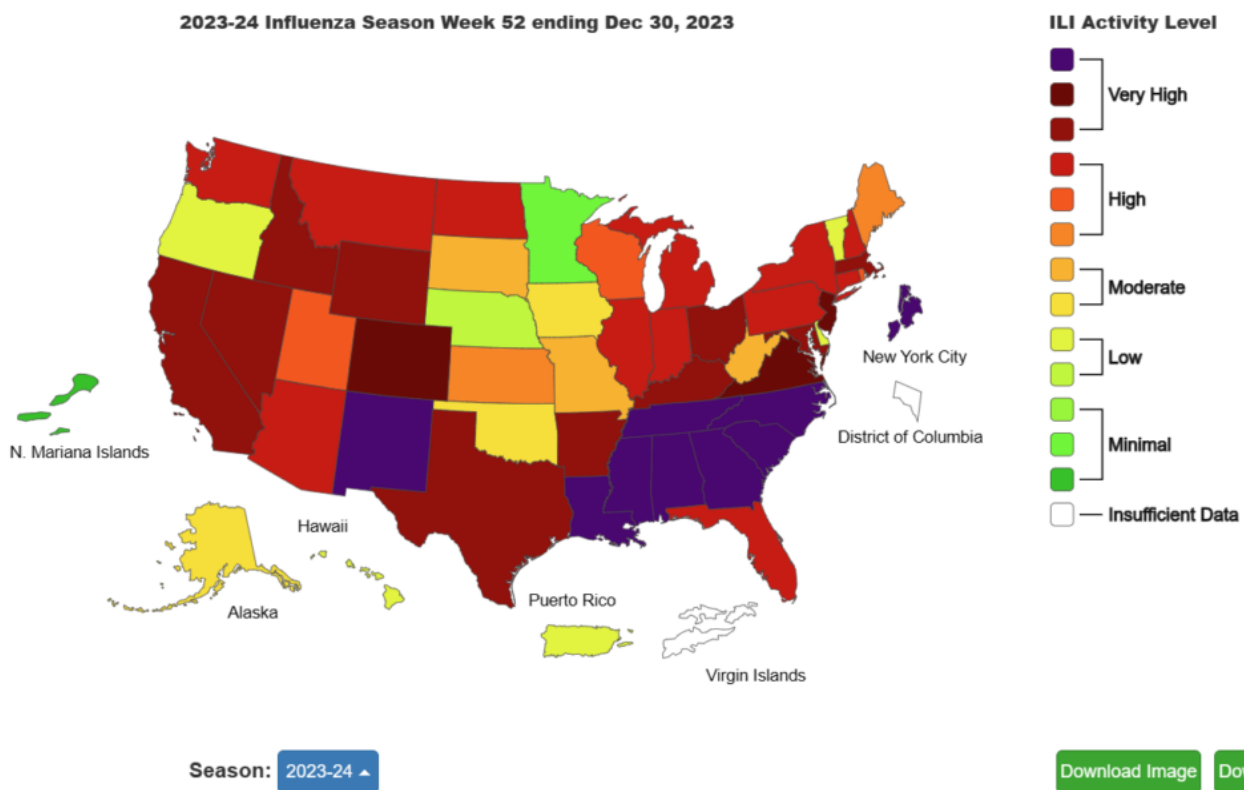 2023-24 Influenza Season Week 52 ending Dec 30, 2023
ILI Activity Level
Very High
High
Moderate
Low
Minimal
Insufficient Data
New York City
District of Columbia
N. Mariana Islands
Hawaii
Alaska
Puerto Rico
Virgin Islands
Season: 2023-24
Download Image